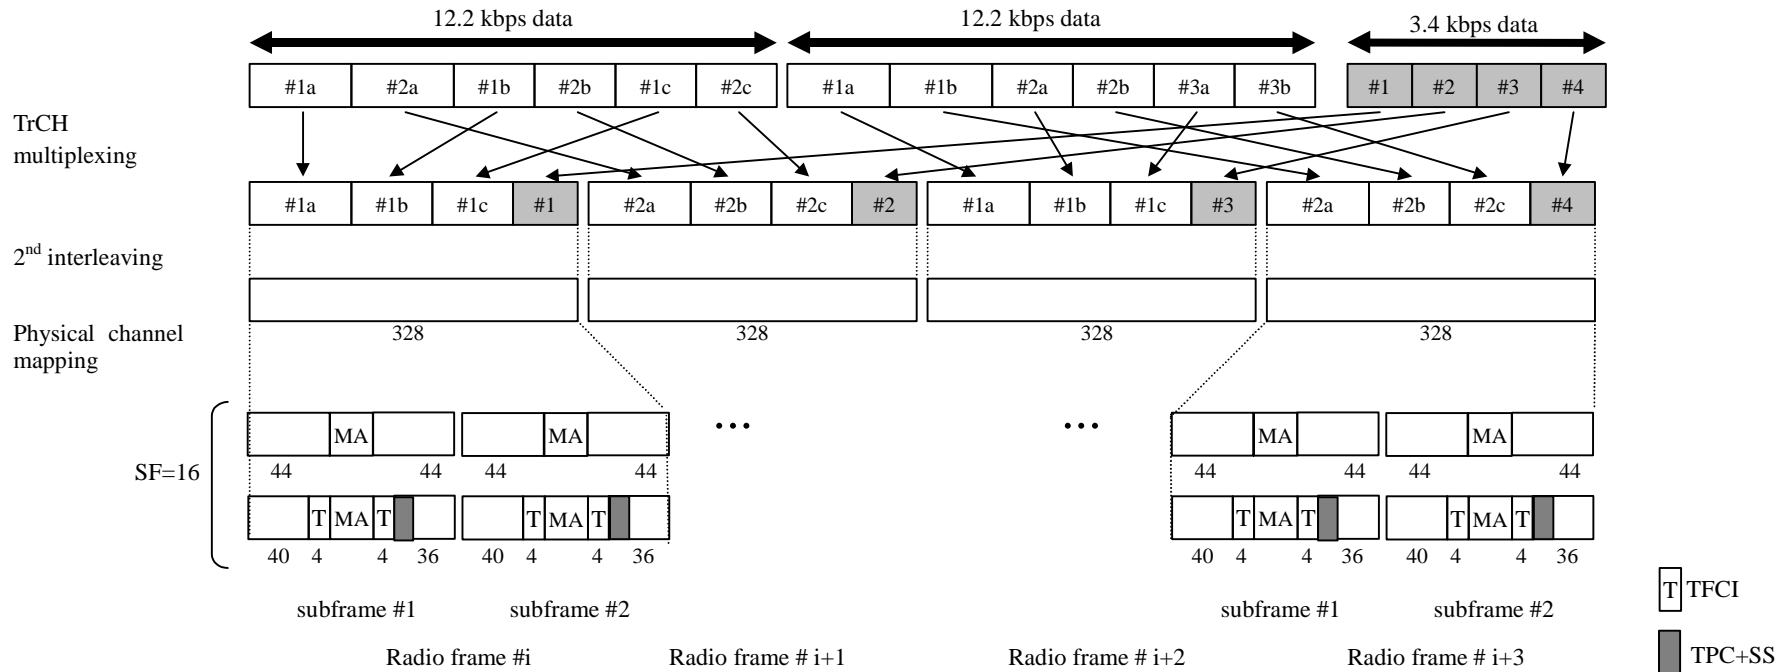 12.2 kbps data 12.2 kbps data 3.4 kbps data
#1a #2a #1b #2b #1c #2c #1a #1b #2a #2b #3a #3b #1 #2 #3 #4
TrCH
multiplexing
#1a #1b #1c #1 #2a #2b #2c #2 #1a #1b #1c #3 #2a #2b #2c #4
2nd interleaving
Physical channel
mapping
328 328 328 328
... ...
MA MA MA MA
SF=16
44 44 44 44 44 44 44 44
T MA T T MA T T MA T T MA T
40 4 4 36 40 4 4 36 40 4 4 36 40 4 4 36
T TFCI
subframe #1 subframe #2 subframe #1 subframe #2
Radio frame #i Radio frame # i+1 Radio frame # i+2 Radio frame # i+3
TPC+SS